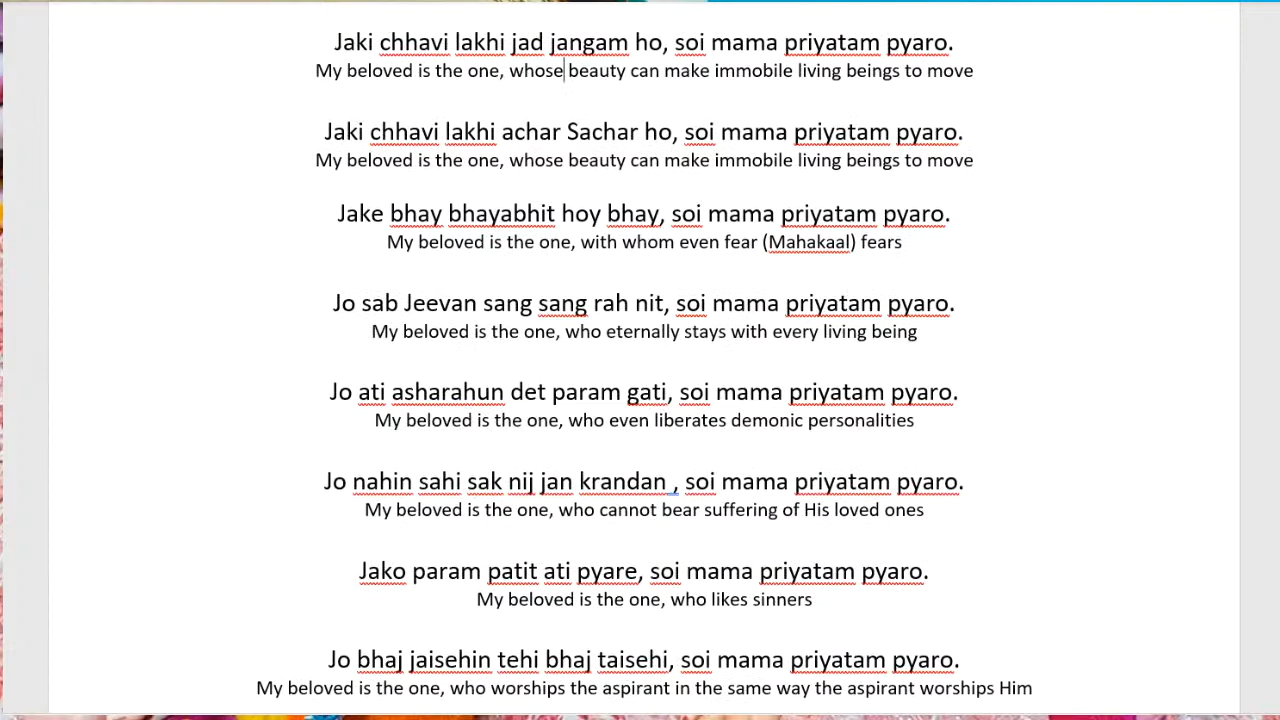 Jaki chhavi lakhi jad jangam ho, soi mama priyatam pyaro.
My beloved is the one, whose beauty can make immobile living beings to move
Jaki chhavi lakhi achar Sachar ho, soi mama priyatam pyaro.
My beloved is the one, whose beauty can make immobile living beings to move
Jake bhay bhayabhit hoy bhay, soi mama priyatam pyaro.
My beloved is the one, with whom even fear (Mahakaal) fears
Jo sab Jeevan sang sang rah nit, soi mama priyatam pyaro.
My beloved is the one, who eternally stays with every living being
Jo ati asharahun det param gati, soi mama priyatam pyaro.
My beloved is the one, who even liberates demonic personalities
Jo nahin sahi sak nij jan krandan , soi mama priyatam pyaro.
My beloved is the one, who cannot bear suffering of His loved ones
Jako param patit ati pyare, soi mama priyatam pyaro.
My beloved is the one, who likes sinners
Jo bhaj jaisehin tehi bhaj taisehi, soi mama priyatam pyaro.
My beloved is the one, who worships the aspirant in the same way the aspirant worships Him